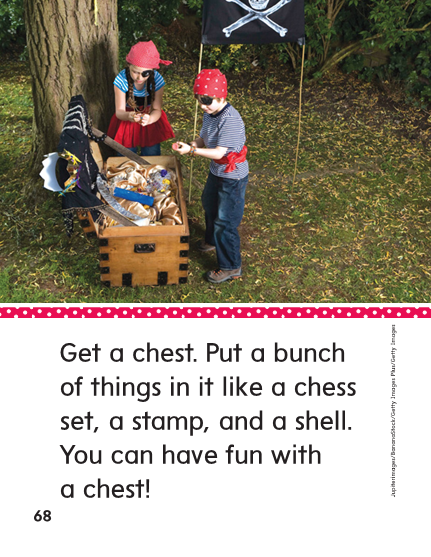 Get a chest. Put a bunch
of things in it like a chess
set, a stamp, and a shell.
You can have fun with
a chest!
68
JupiterImages/BananaStock/Getty Images Plus/Getty Images